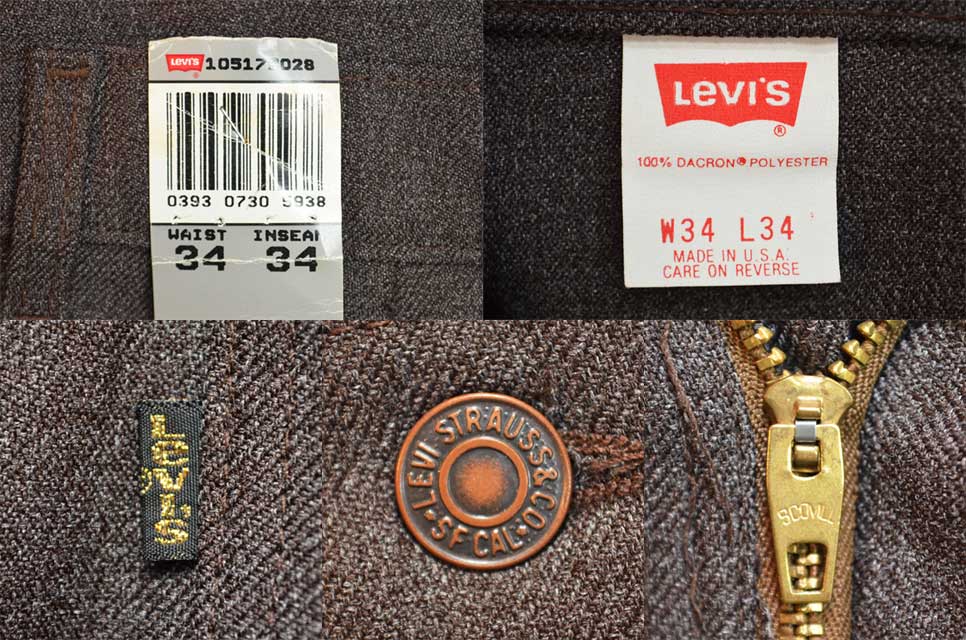 LEVI'S ® 105172028
0393 0730 5938
WAIST INSEAM
34 34
LEVI'S
®
100% DACRON® POLYESTER
W34 L34
MADE IN U.S.A.
CARE ON REVERSE
LEVI'S
LEVI STRAUSS & CO
S F CAL
SCOVILL